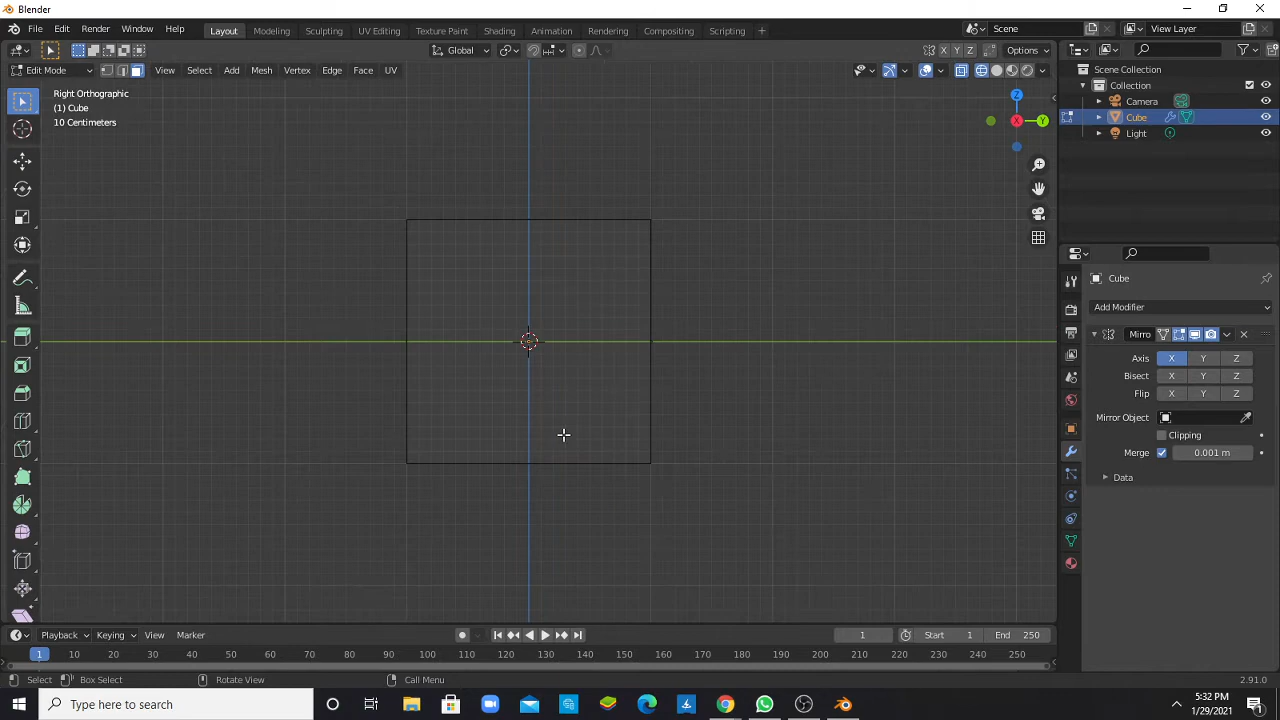 Blender
File Edit Render Window Help Layout Modeling Sculpting UV Editing Texture Paint Shading Animation Rendering Compositing Scripting + Scene View Layer
Global X Y Z Options
Edit Mode View Select Add Mesh Vertex Edge Face UV
Right Orthographic
(1) Cube
10 Centimeters
Z
X
Y
Scene Collection
Collection
Camera
Cube
Light
Cube
Add Modifier
Mirro
Axis X Y Z
Bisect X Y Z
Flip X Y Z
Mirror Object
Clipping
Merge 0.001 m
Data
Playback Keying View Marker 1 Start 1 End 250
1 10 20 30 40 50 60 70 80 90 100 110 120 130 140 150 160 170 180 190 200 210 220 230 240 250
Select Box Select Rotate View Call Menu 2.91.0
Type here to search
5:32 PM
1/29/2021
1